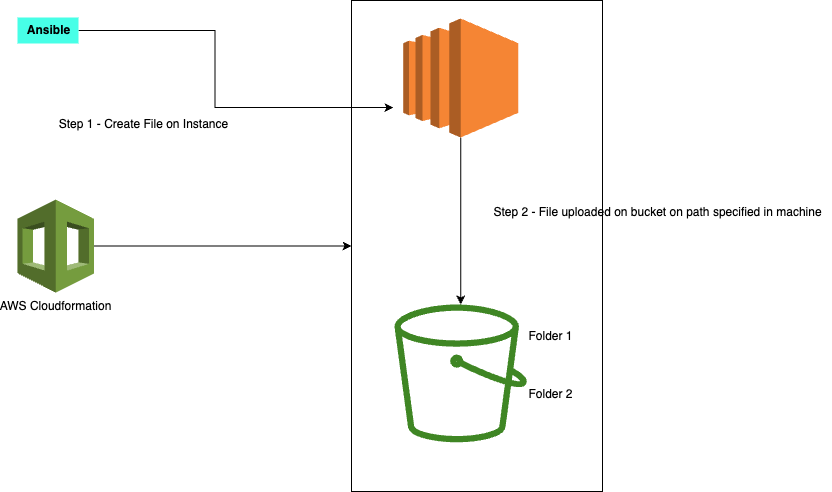 Ansible
Step 1 - Create File on Instance
Step 2 - File uploaded on bucket on path specified in machine
AWS Cloudformation
Folder 1
Folder 2